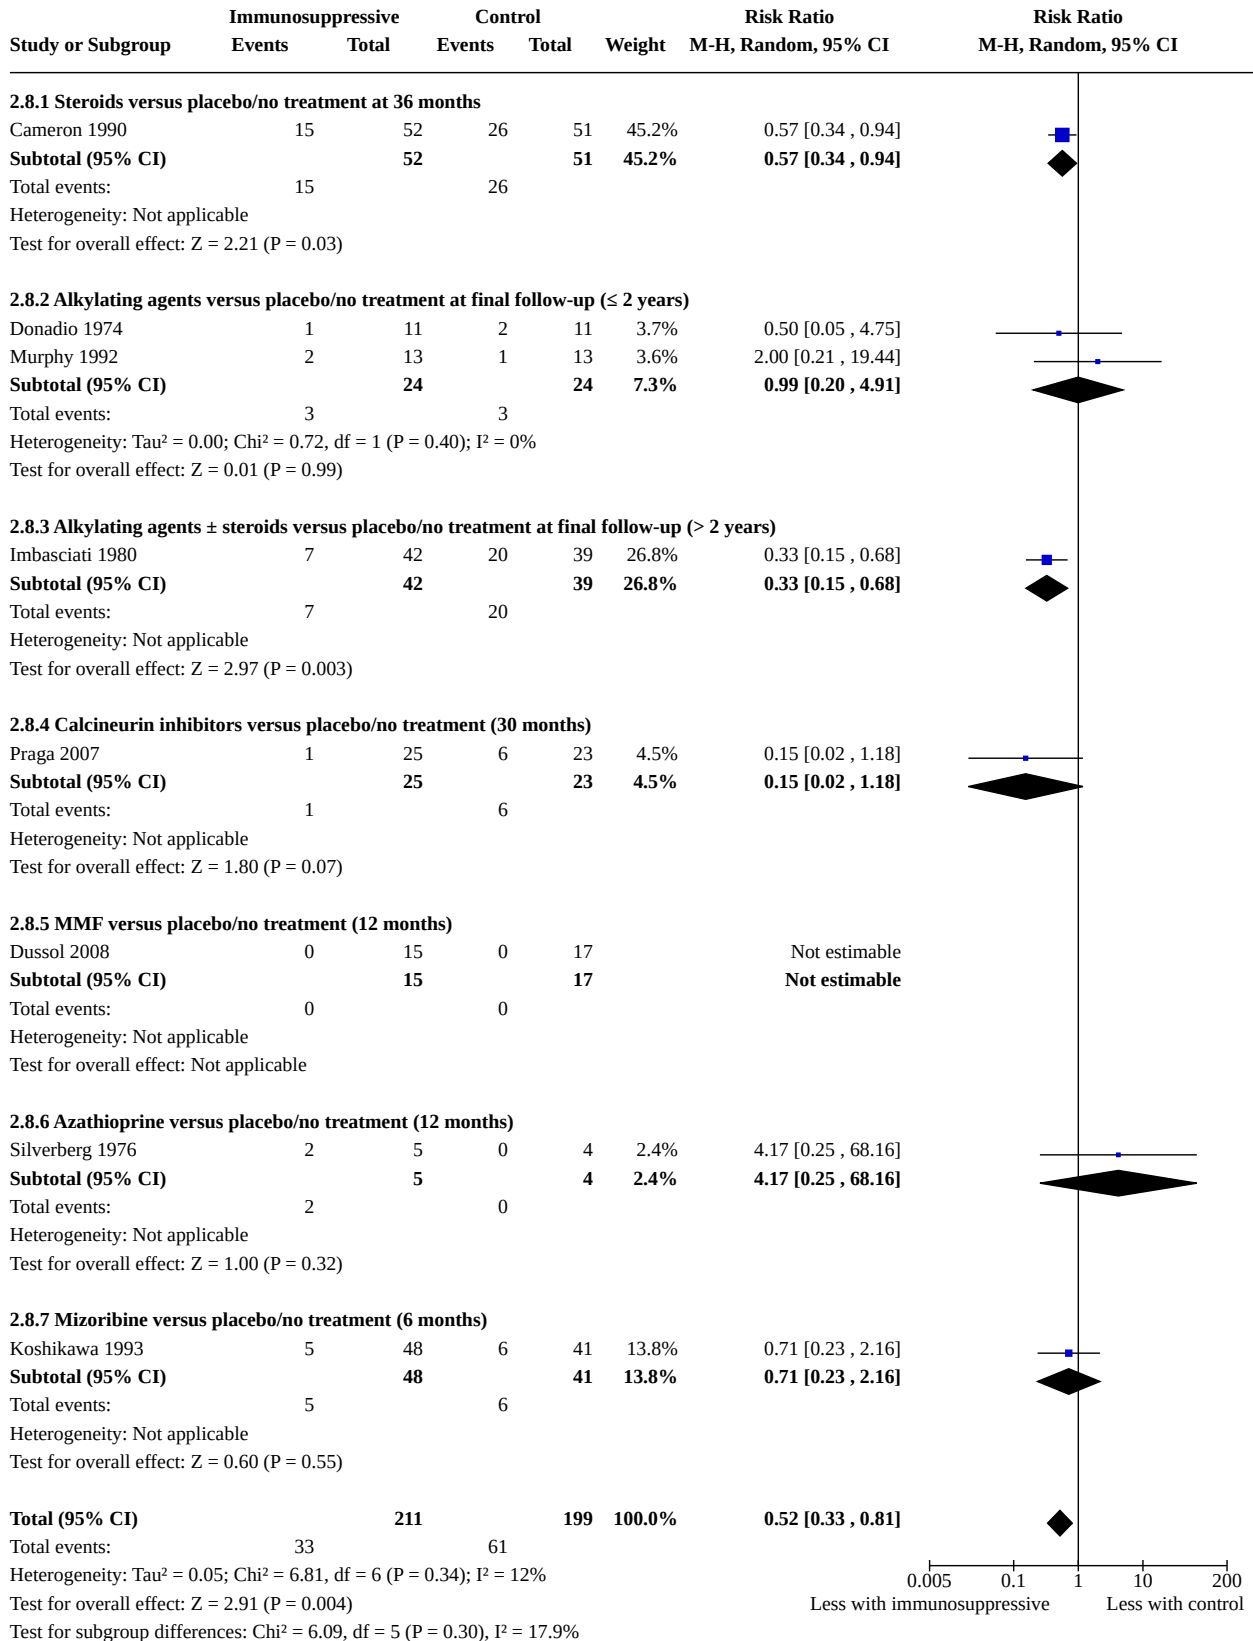 Immunosuppressive Control Risk Ratio Risk Ratio
Study or Subgroup Events Total Events Total Weight M-H, Random, 95% CI M-H, Random, 95% CI
2.8.1 Steroids versus placebo/no treatment at 36 months
Cameron 1990 15 52 26 51 45.2% 0.57 [0.34 , 0.94]
Subtotal (95% CI) 52 51 45.2% 0.57 [0.34 , 0.94]
Total events: 15 26
Heterogeneity: Not applicable
Test for overall effect: Z = 2.21 (P = 0.03)
2.8.2 Alkylating agents versus placebo/no treatment at final follow-up (≤ 2 years)
Donadio 1974 1 11 2 11 3.7% 0.50 [0.05 , 4.75]
Murphy 1992 2 13 1 13 3.6% 2.00 [0.21 , 19.44]
Subtotal (95% CI) 24 24 7.3% 0.99 [0.20 , 4.91]
Total events: 3 3
Heterogeneity: Tau² = 0.00; Chi² = 0.72, df = 1 (P = 0.40); I² = 0%
Test for overall effect: Z = 0.01 (P = 0.99)
2.8.3 Alkylating agents ± steroids versus placebo/no treatment at final follow-up (> 2 years)
Imbasciati 1980 7 42 20 39 26.8% 0.33 [0.15 , 0.68]
Subtotal (95% CI) 42 39 26.8% 0.33 [0.15 , 0.68]
Total events: 7 20
Heterogeneity: Not applicable
Test for overall effect: Z = 2.97 (P = 0.003)
2.8.4 Calcineurin inhibitors versus placebo/no treatment (30 months)
Praga 2007 1 25 6 23 4.5% 0.15 [0.02 , 1.18]
Subtotal (95% CI) 25 23 4.5% 0.15 [0.02 , 1.18]
Total events: 1 6
Heterogeneity: Not applicable
Test for overall effect: Z = 1.80 (P = 0.07)
2.8.5 MMF versus placebo/no treatment (12 months)
Dussol 2008 0 15 0 17 Not estimable
Subtotal (95% CI) 15 17 Not estimable
Total events: 0 0
Heterogeneity: Not applicable
Test for overall effect: Not applicable
2.8.6 Azathioprine versus placebo/no treatment (12 months)
Silverberg 1976 2 5 0 4 2.4% 4.17 [0.25 , 68.16]
Subtotal (95% CI) 5 4 2.4% 4.17 [0.25 , 68.16]
Total events: 2 0
Heterogeneity: Not applicable
Test for overall effect: Z = 1.00 (P = 0.32)
2.8.7 Mizoribine versus placebo/no treatment (6 months)
Koshikawa 1993 5 48 6 41 13.8% 0.71 [0.23 , 2.16]
Subtotal (95% CI) 48 41 13.8% 0.71 [0.23 , 2.16]
Total events: 5 6
Heterogeneity: Not applicable
Test for overall effect: Z = 0.60 (P = 0.55)
Total (95% CI) 211 199 100.0% 0.52 [0.33 , 0.81]
Total events: 33 61
Heterogeneity: Tau² = 0.05; Chi² = 6.81, df = 6 (P = 0.34); I² = 12%
0.005 0.1 1 10 200
Test for overall effect: Z = 2.91 (P = 0.004)
Less with immunosuppressive Less with control
Test for subgroup differences: Chi² = 6.09, df = 5 (P = 0.30), I² = 17.9%